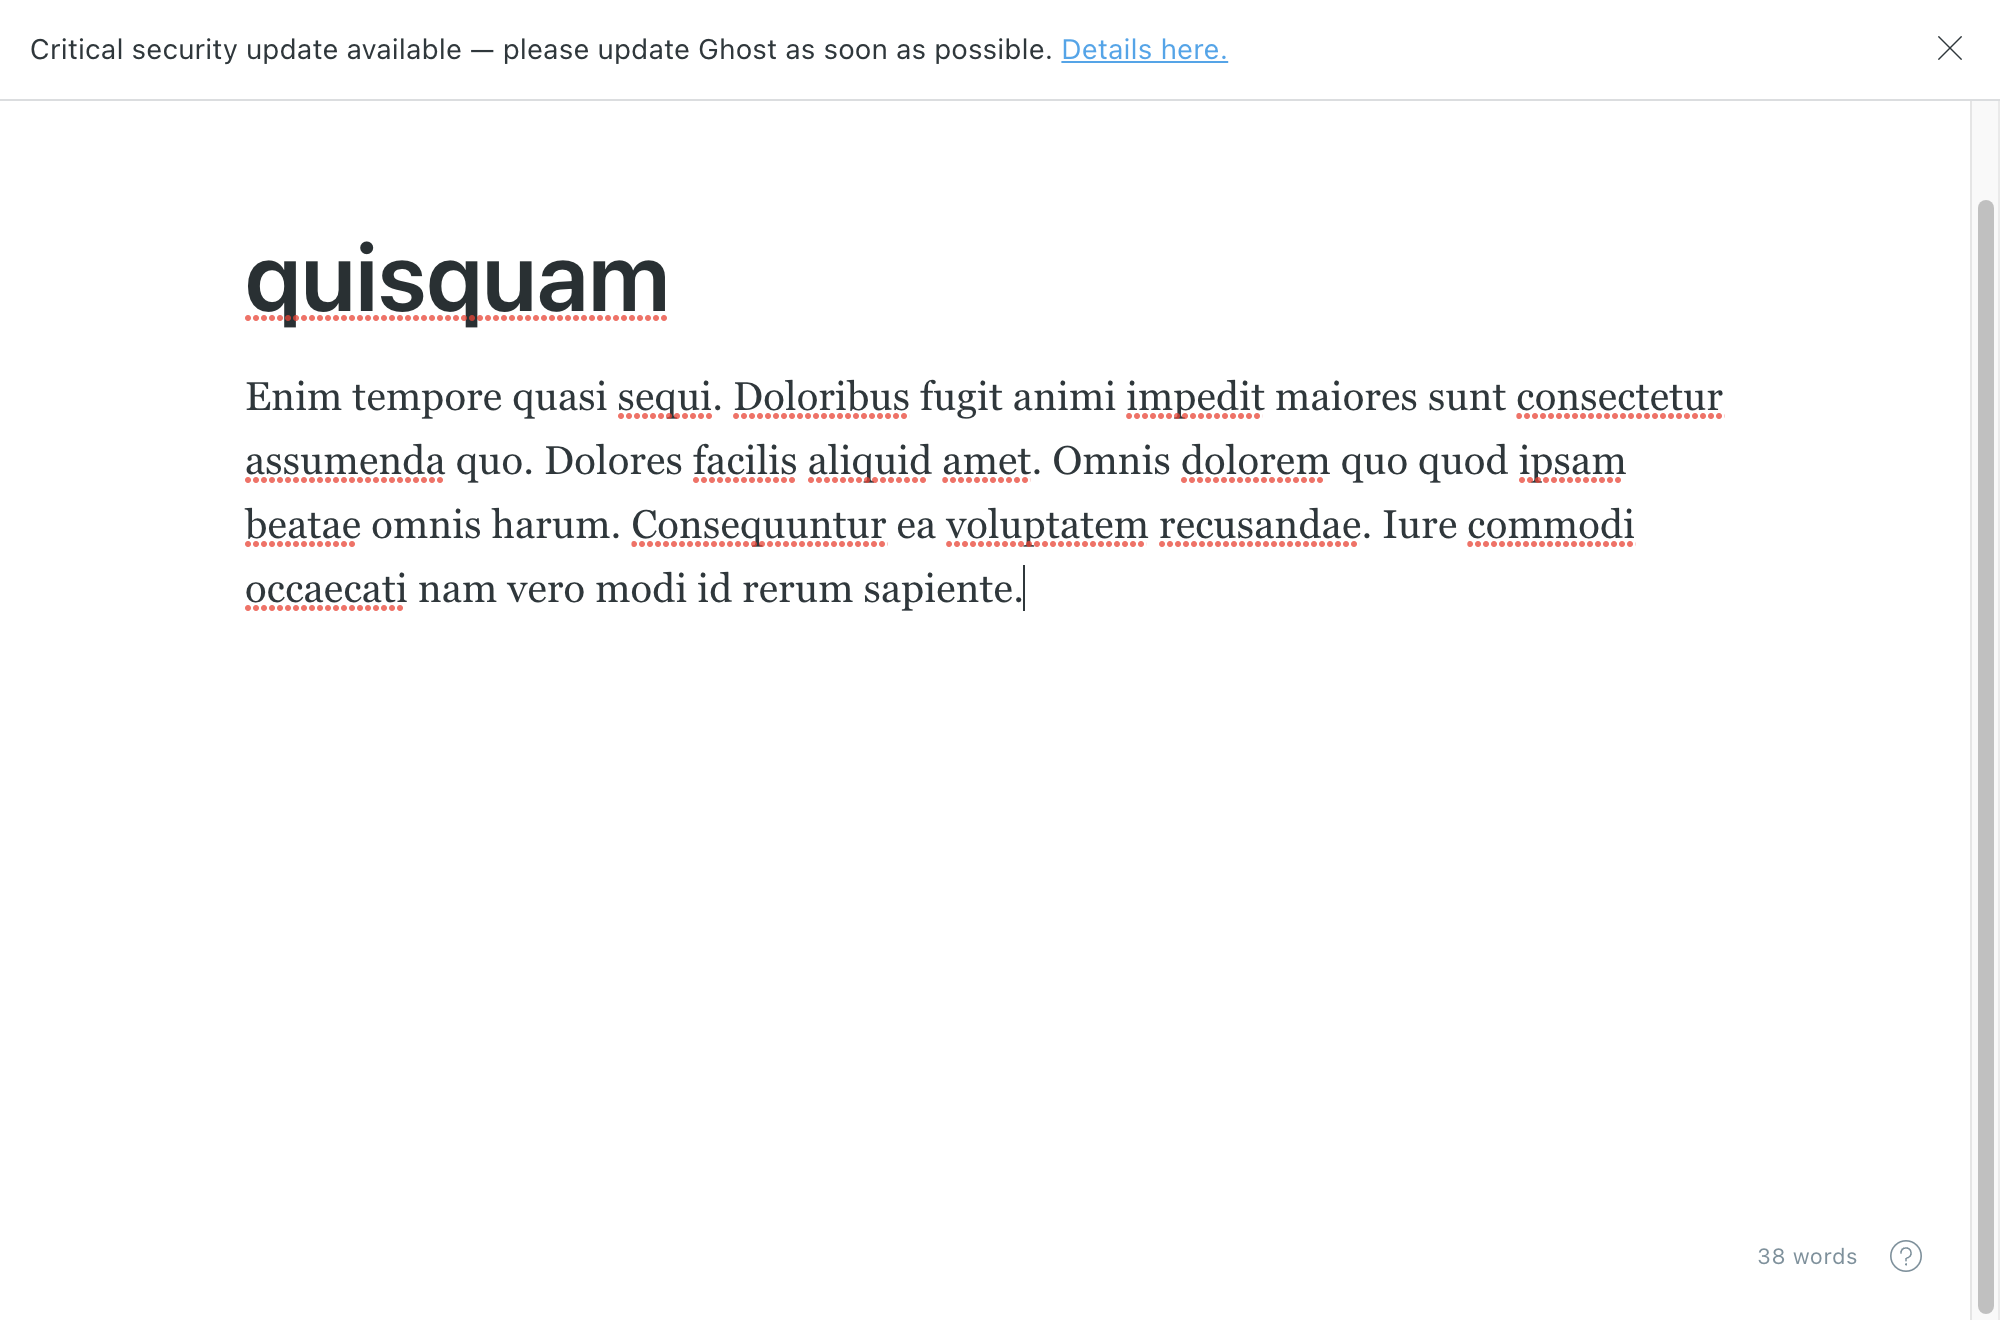 Critical security update available — please update Ghost as soon as possible. Details here.
quisquam
Enim tempore quasi sequi. Doloribus fugit animi impedit maiores sunt consectetur
assumenda quo. Dolores facilis aliquid amet. Omnis dolorem quo quod ipsam
beatae omnis harum. Consequuntur ea voluptatem recusandae. Iure commodi
occaecati nam vero modi id rerum sapiente.
38 words
?